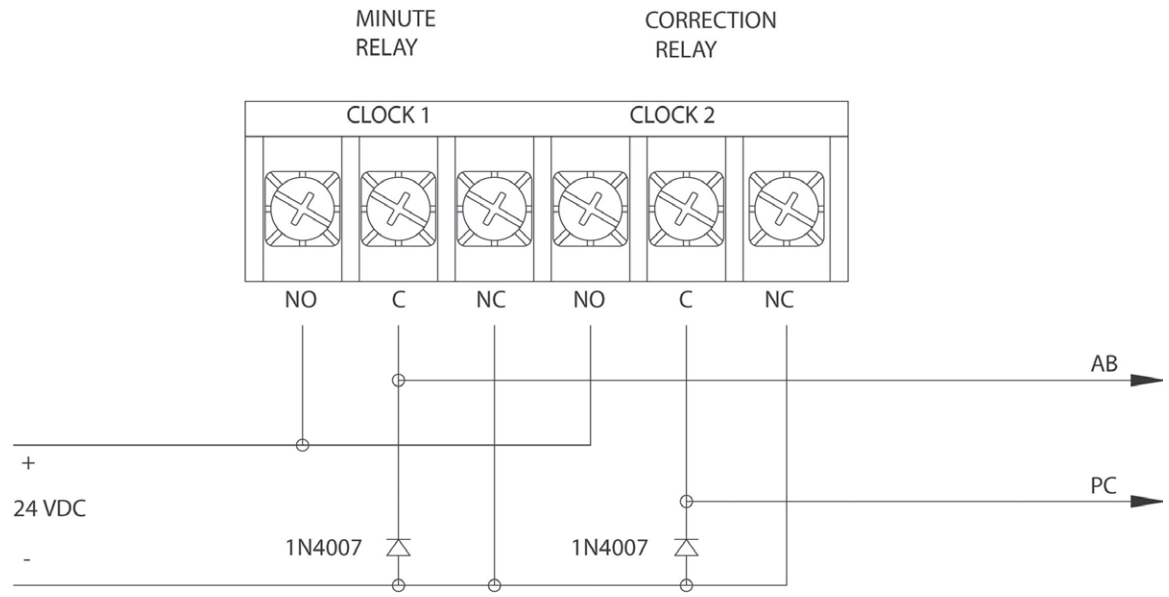 MINUTE
RELAY
CORRECTION
RELAY
CLOCK 1
CLOCK 2
NO
C
NC
NO
C
NC
AB
+
24 VDC
PC
1N4007
1N4007
-